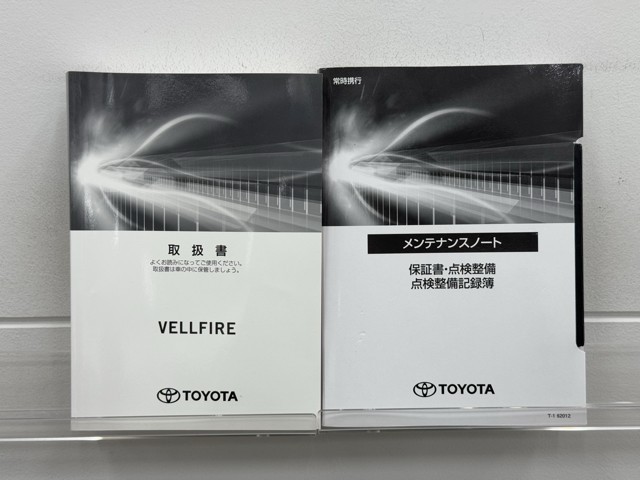 取扱書
よくお読みになってご使用ください。
取扱書は車の中に保管しましょう。
VELLFIRE
TOYOTA
常時携行
メンテナンスノート
保証書・点検整備
点検整備記録簿
TOYOTA
T-1 92012